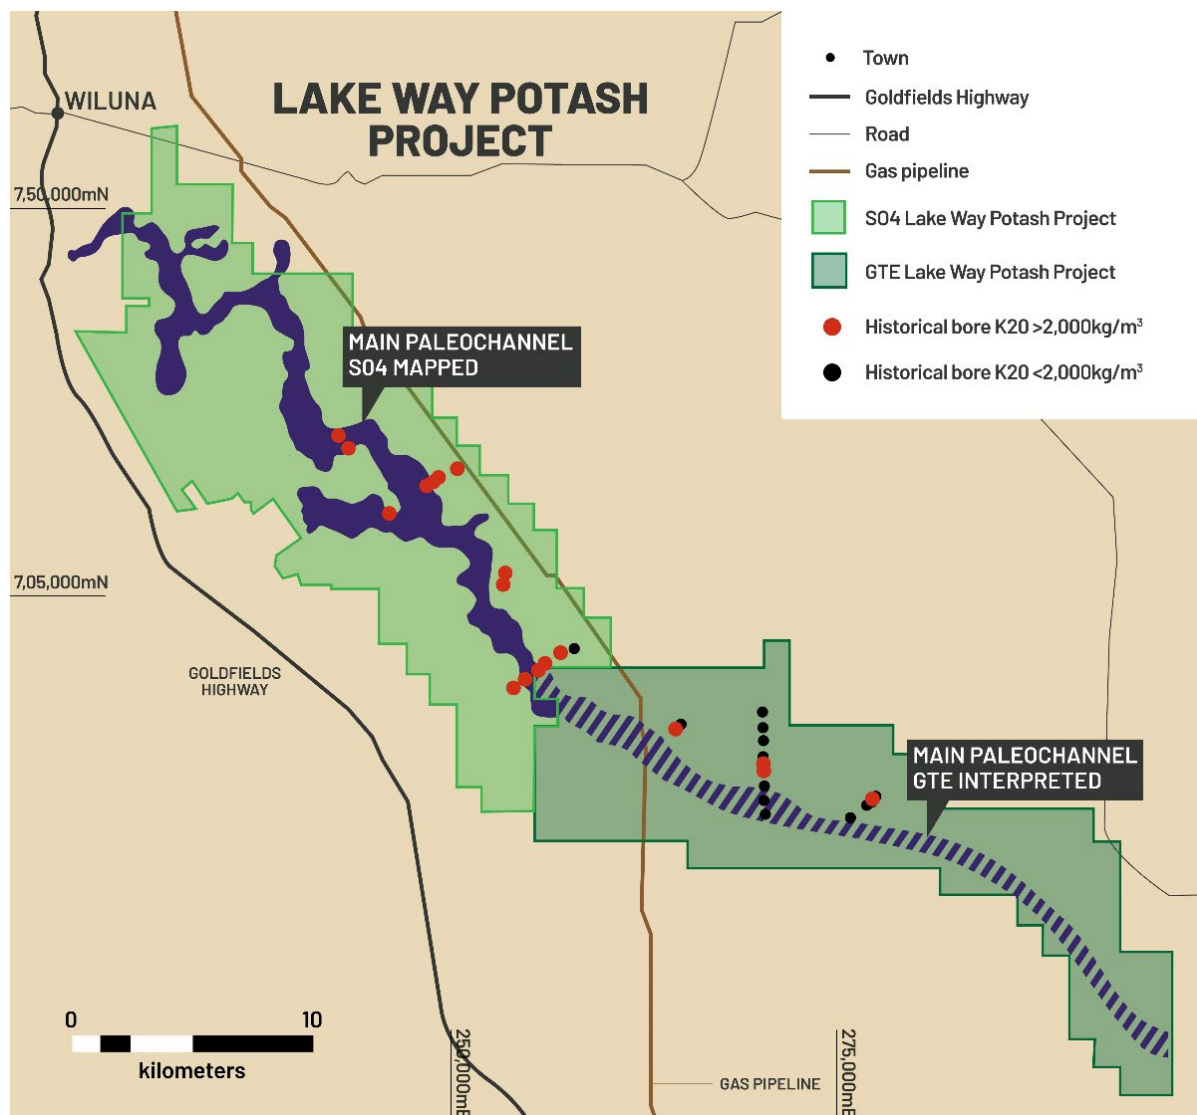 LAKE WAY POTASH
PROJECT
WILUNA
7,50,000mN
Town
Goldfields Highway
Road
Gas pipeline
SO4 Lake Way Potash Project
GTE Lake Way Potash Project
Historical bore K20 >2,000kg/m³
Historical bore K20 <2,000kg/m³
MAIN PALEOCHANNEL
SO4 MAPPED
7,05,000mN
GOLDFIELDS
HIGHWAY
MAIN PALEOCHANNEL
GTE INTERPRETED
0 10
kilometers
250,000mE
275,000mE
GAS PIPELINE